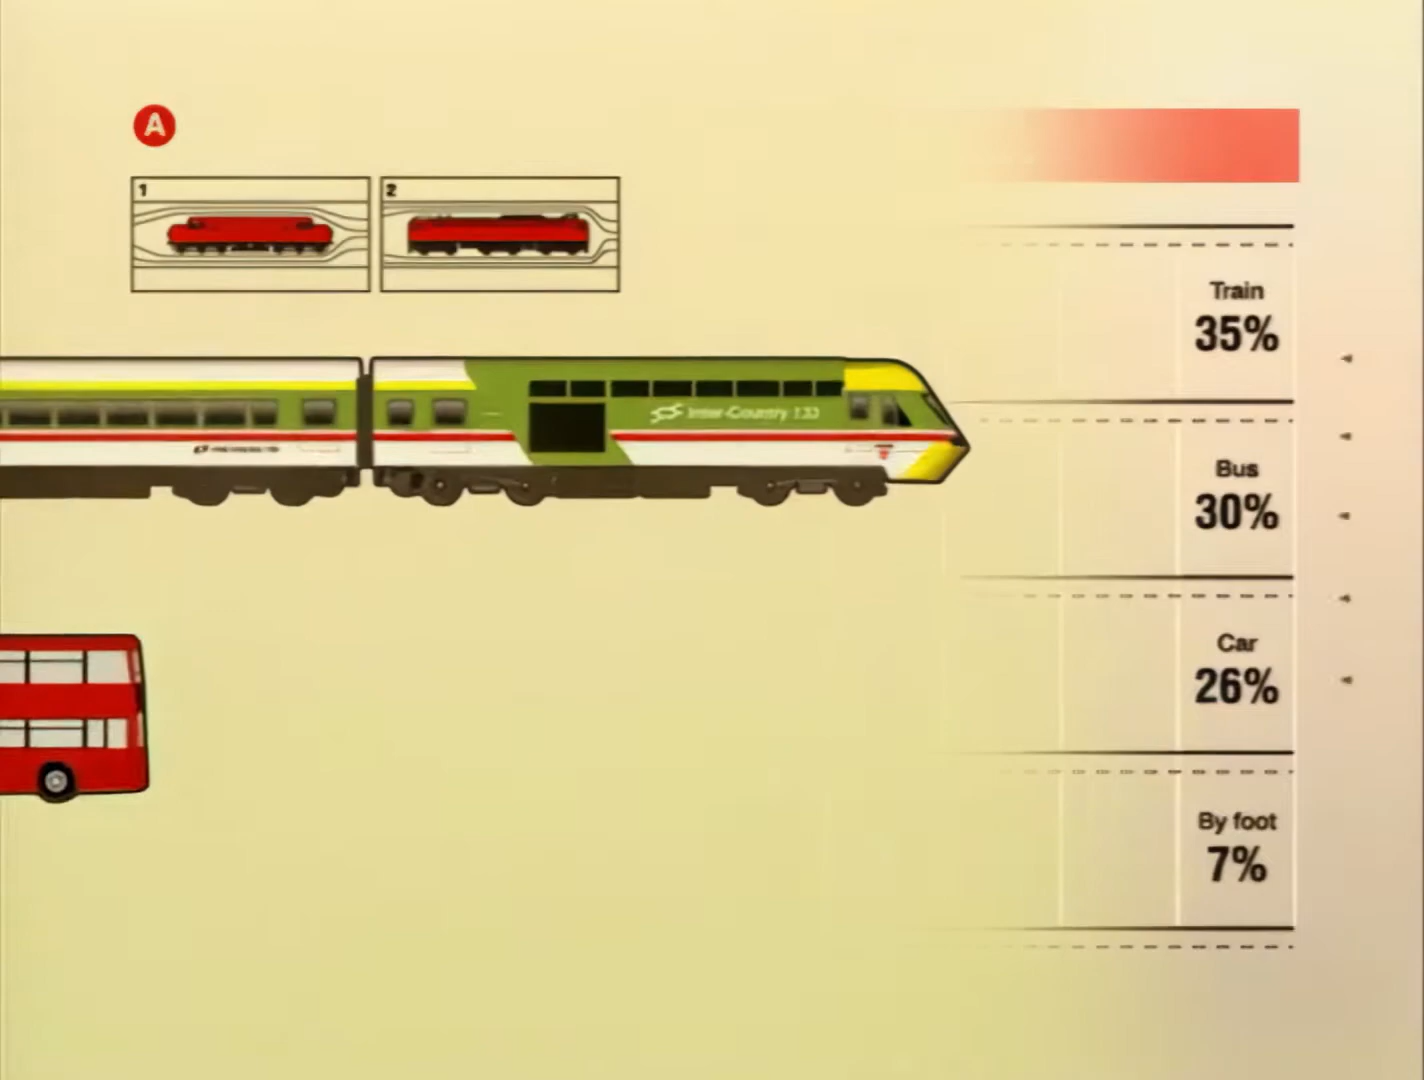 A
1
2
Train
35%
Inter-Country 133
Bus
30%
Car
26%
By foot
7%